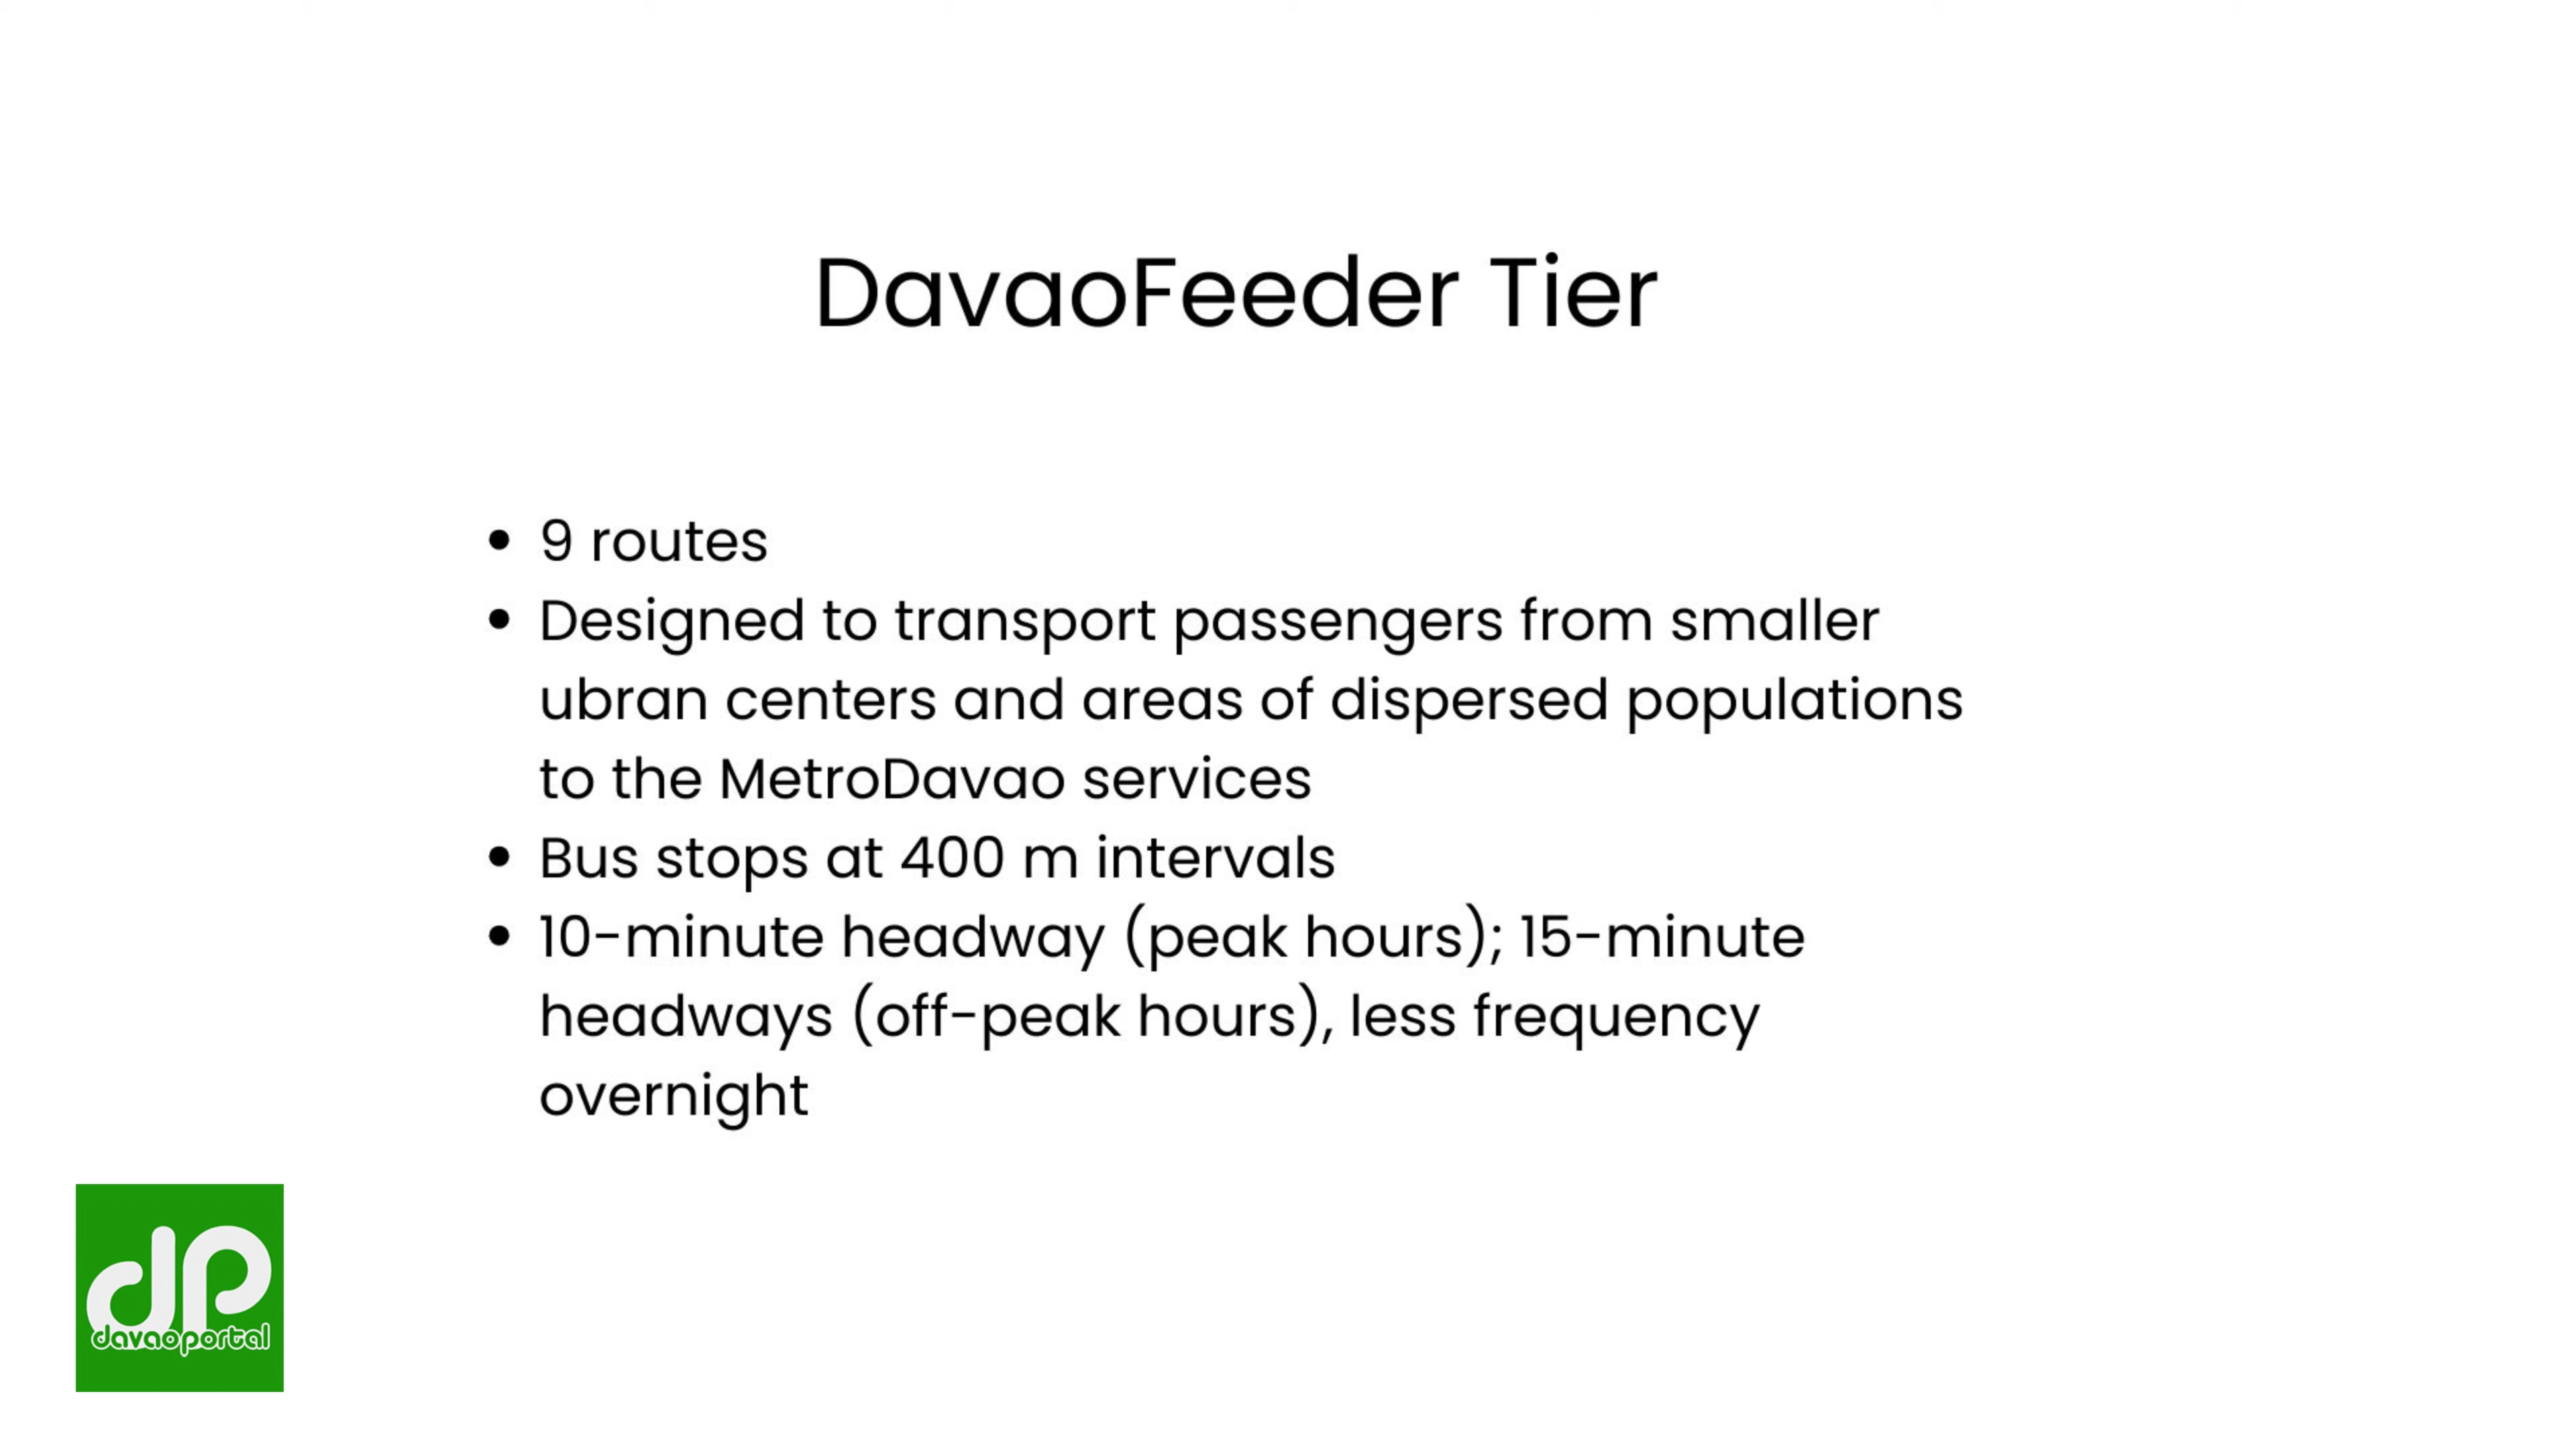 DavaoFeeder Tier
• 9 routes
• Designed to transport passengers from smaller
ubran centers and areas of dispersed populations
to the MetroDavao services
• Bus stops at 400 m intervals
• 10-minute headway (peak hours); 15-minute
headways (off-peak hours), less frequency
overnight
dp
davaoportal